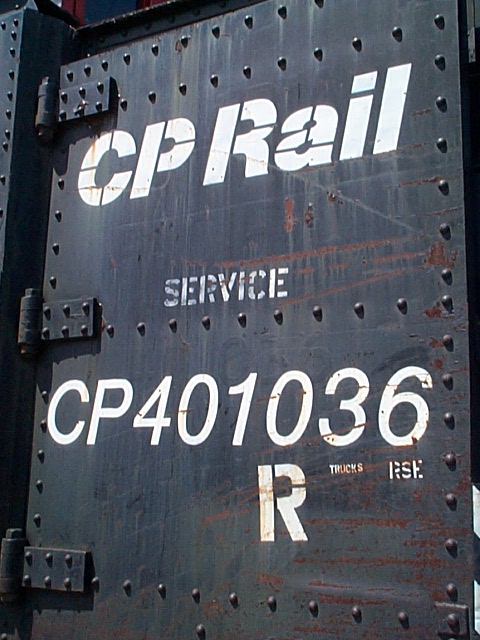 CP Rail
SERVICE
CP401036
R TRUCKS RSE